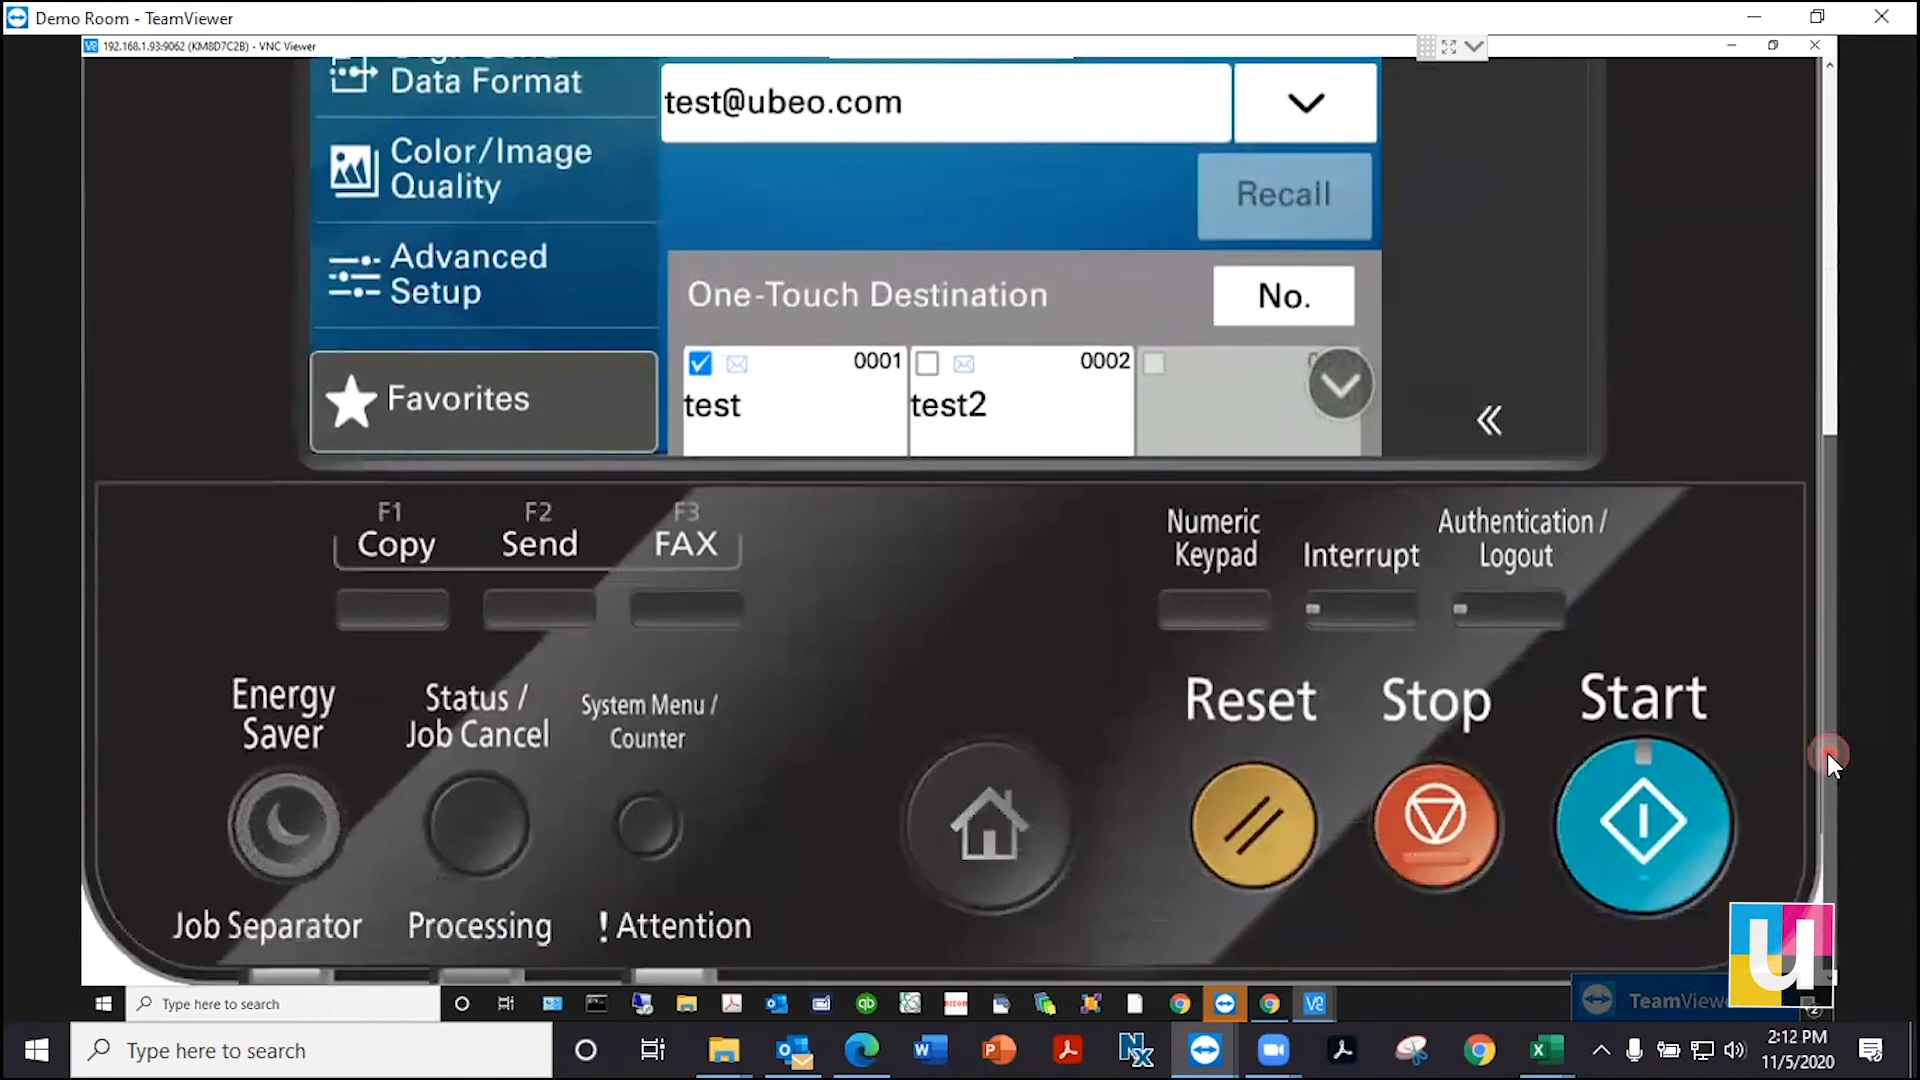 Demo Room - TeamViewer
192.168.1.93:9062 (KM8D7C2B) - VNC Viewer
Data Format
test@ubeo.com
Color/Image
Quality
Recall
Advanced
Setup
One-Touch Destination
No.
0001
0002
Favorites
test
test2
F1
F2
F3
Copy
Send
FAX
Numeric
Keypad
Interrupt
Authentication /
Logout
Energy
Saver
Status /
Job Cancel
System Menu /
Counter
Reset
Stop
Start
Job Separator
Processing
! Attention
u
Type here to search
TeamViewer
Type here to search
2:12 PM
11/5/2020